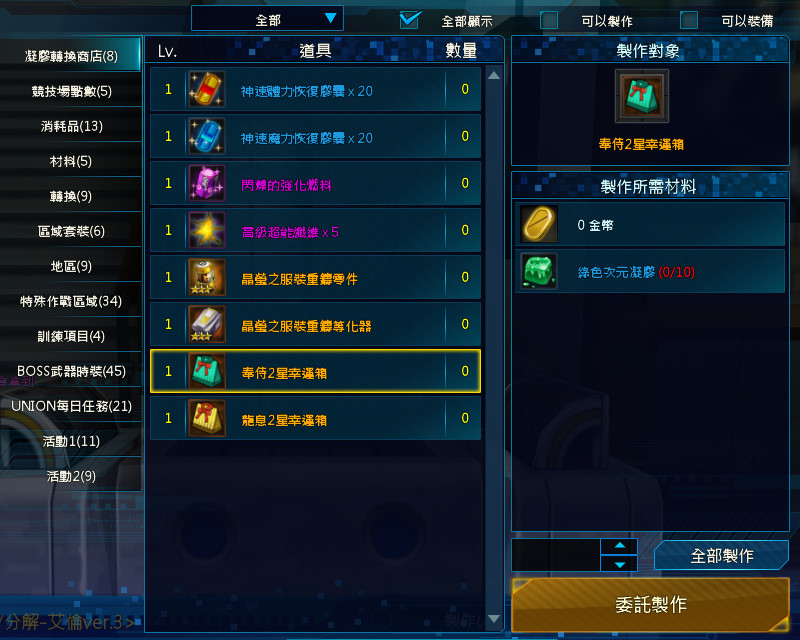 全部
全部顯示
可以製作
可以裝備
凝膠轉換商店(8)
競技場點數(5)
消耗品(13)
材料(5)
轉換(9)
區域套裝(6)
地區(9)
特殊作戰區域(34)
訓練項目(4)
BOSS武器時裝(45)
UNION每日任務(21)
活動1(11)
活動2(9)
Lv. 道具 數量
1 神速體力恢復膠囊 x 20 0
1 神速魔力恢復膠囊 x 20 0
1 閃爍的強化燃料 0
1 高級超能纖維 x 5 0
1 晶瑩之服裝重鑄零件 0
1 晶瑩之服裝重鑄等化器 0
1 奉侍2星幸運箱 0
1 龍息2星幸運箱 0
製作對象
奉侍2星幸運箱
製作所需材料
0 金幣
綠色次元凝膠 (0/10)
全部製作
委託製作
/分解-艾倫ver.3>